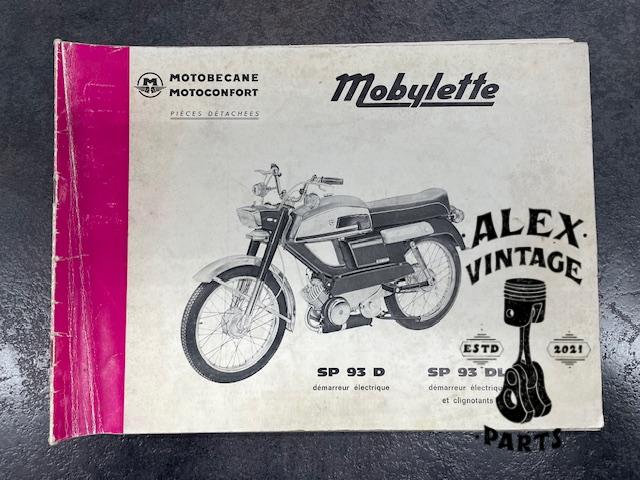 M
MOTOBECANE
MOTOCONFORT
PIÈCES DÉTACHÉES
Mobylette
SP 93 D
démarreur électrique
SP 93 DL
démarreur électrique
et clignotants
ALEX
VINTAGE
ESTD 2021
PARTS